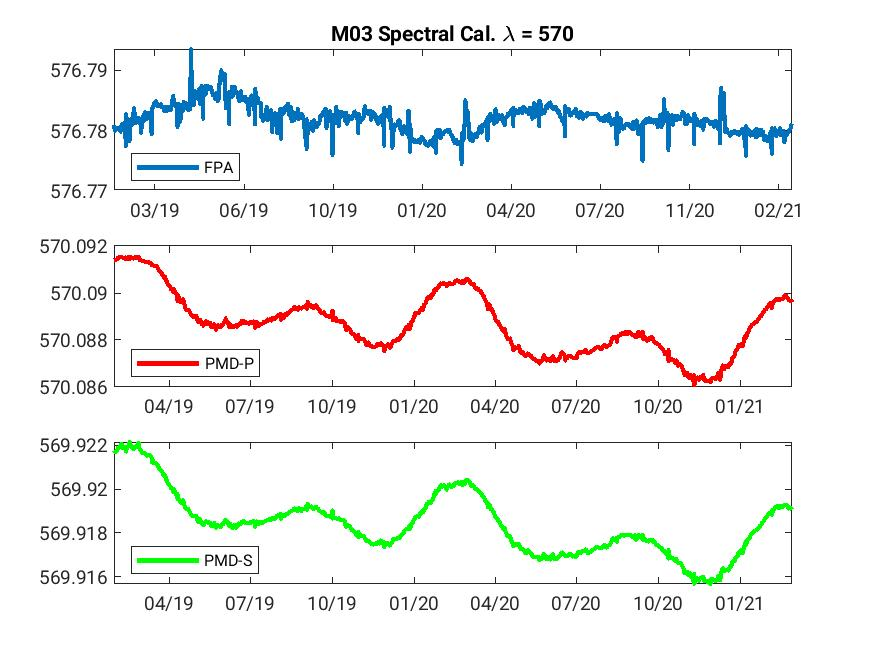 M03 Spectral Cal. λ = 570
576.79
576.78
576.77
FPA
03/19 06/19 10/19 01/20 04/20 07/20 11/20 02/21
570.092
570.09
570.088
570.086
PMD-P
04/19 07/19 10/19 01/20 04/20 07/20 10/20 01/21
569.922
569.92
569.918
569.916
PMD-S
04/19 07/19 10/19 01/20 04/20 07/20 10/20 01/21